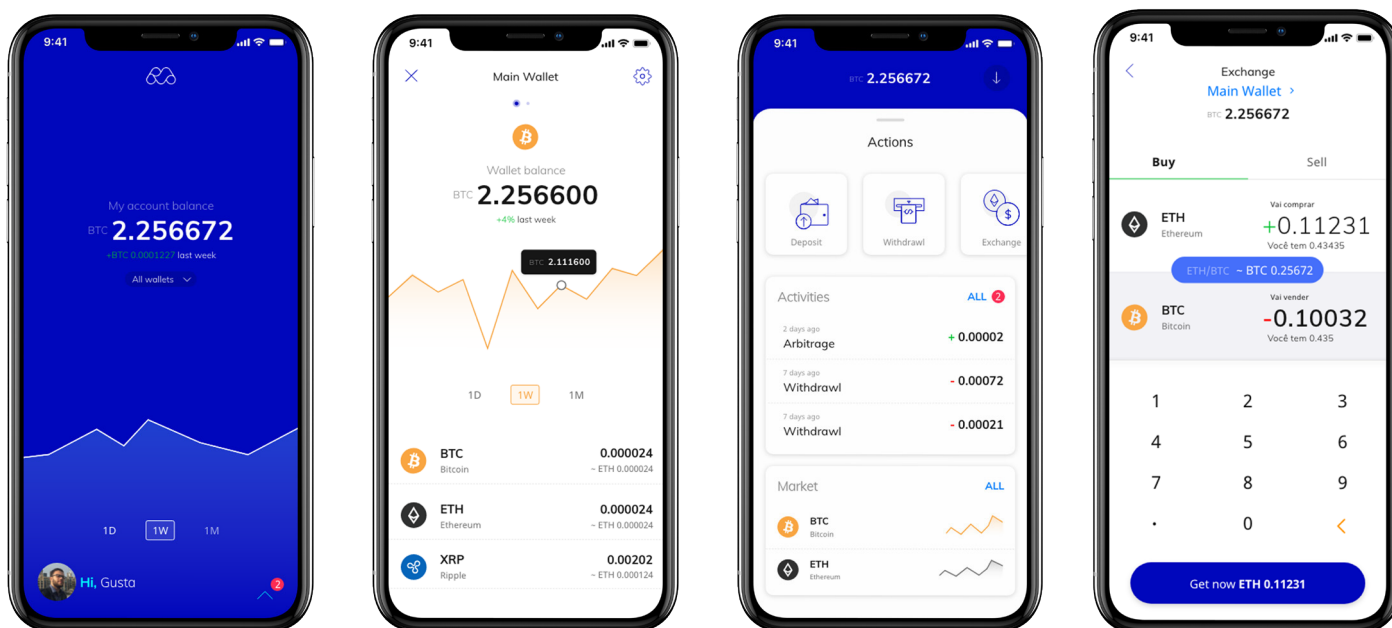 9:41
My account balance
BTC 2.256672
+BTC 0.0001227 last week
All wallets
1D 1W 1M
Hi, Gusta
2
9:41
Main Wallet
Wallet balance
BTC 2.256600
+4% last week
BTC 2.111600
1D 1W 1M
BTC 0.000024
Bitcoin ~ ETH 0.000024
ETH 0.000024
Ethereum ~ ETH 0.000024
XRP 0.00202
Ripple ~ ETH 0.000124
9:41
BTC 2.256672
Actions
Deposit Withdrawl Exchange
Activities ALL 2
2 days ago
Arbitrage + 0.00002
7 days ago
Withdrawl - 0.00072
7 days ago
Withdrawl - 0.00021
Market ALL
BTC
Bitcoin
ETH
Ethereum
9:41
Exchange
Main Wallet >
BTC 2.256672
Buy Sell
Vai comprar
ETH +0.11231
Ethereum Você tem 0.43435
ETH/BTC ~ BTC 0.25672
Vai vender
BTC -0.10032
Bitcoin Você tem 0.435
1 2 3
4 5 6
7 8 9
. 0
Get now ETH 0.11231